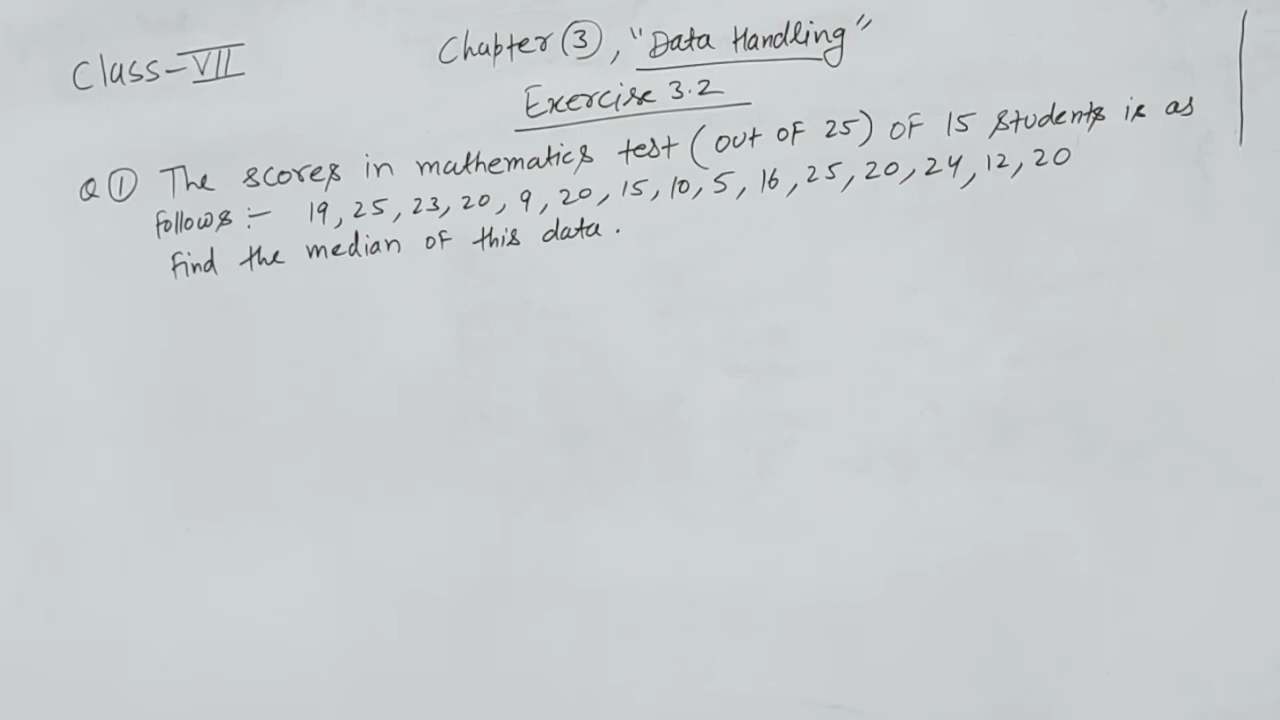 Class-VII
Chapter ③, "Data Handling"
Exercise 3.2
Q ① The scores in mathematics test (out of 25) of 15 students is as
follows :- 19, 25, 23, 20, 9, 20, 15, 10, 5, 16, 25, 20, 24, 12, 20
Find the median of this data.